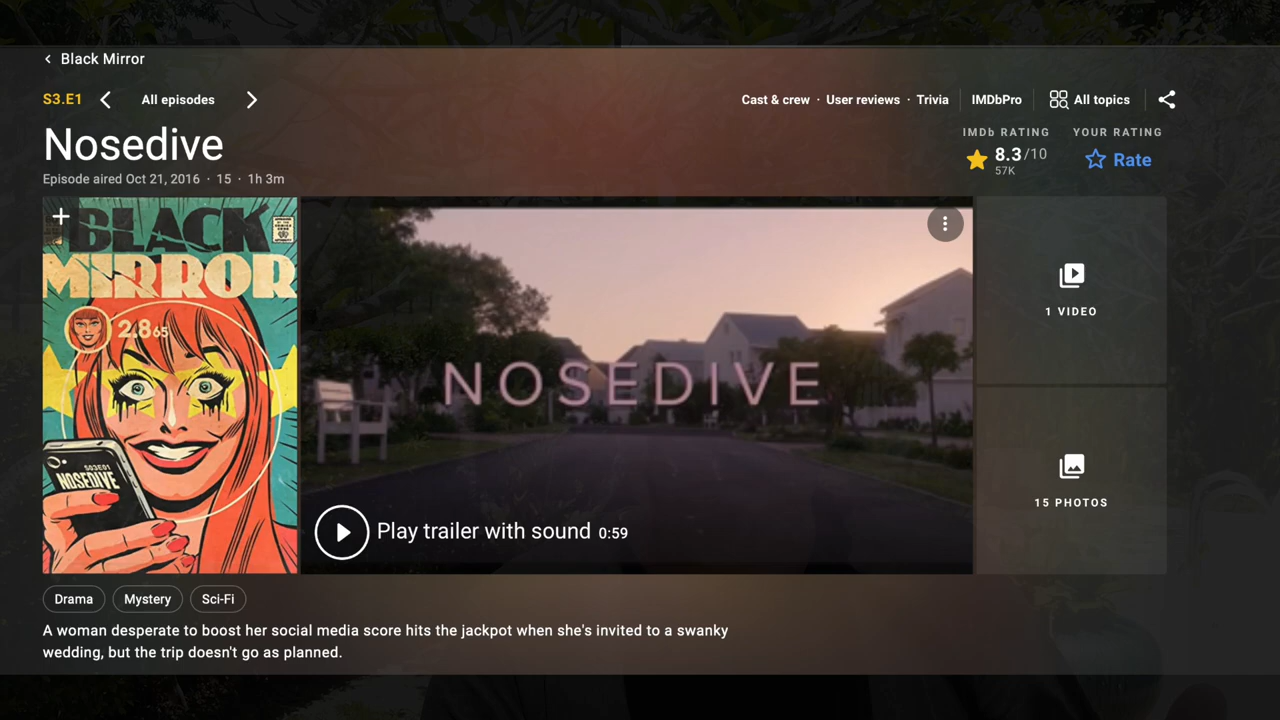 Black Mirror
S3.E1 All episodes Cast & crew · User reviews · Trivia IMDbPro All topics
Nosedive
IMDb RATING YOUR RATING
8.3/10 Rate
57K
Episode aired Oct 21, 2016 · 15 · 1h 3m
BLACK
MIRROR
2.865
S03E01
NOSEDIVE
NOSEDIVE
Play trailer with sound 0:59
1 VIDEO
15 PHOTOS
Drama Mystery Sci-Fi
A woman desperate to boost her social media score hits the jackpot when she's invited to a swanky
wedding, but the trip doesn't go as planned.